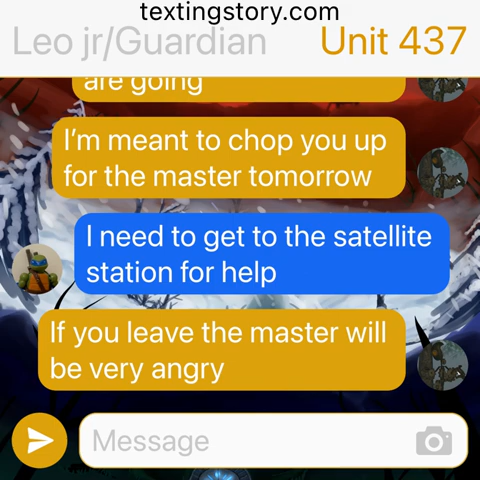 textingstory.com
Leo jr/Guardian Unit 437
are going
I'm meant to chop you up
for the master tomorrow
I need to get to the satellite
station for help
If you leave the master will
be very angry
Message